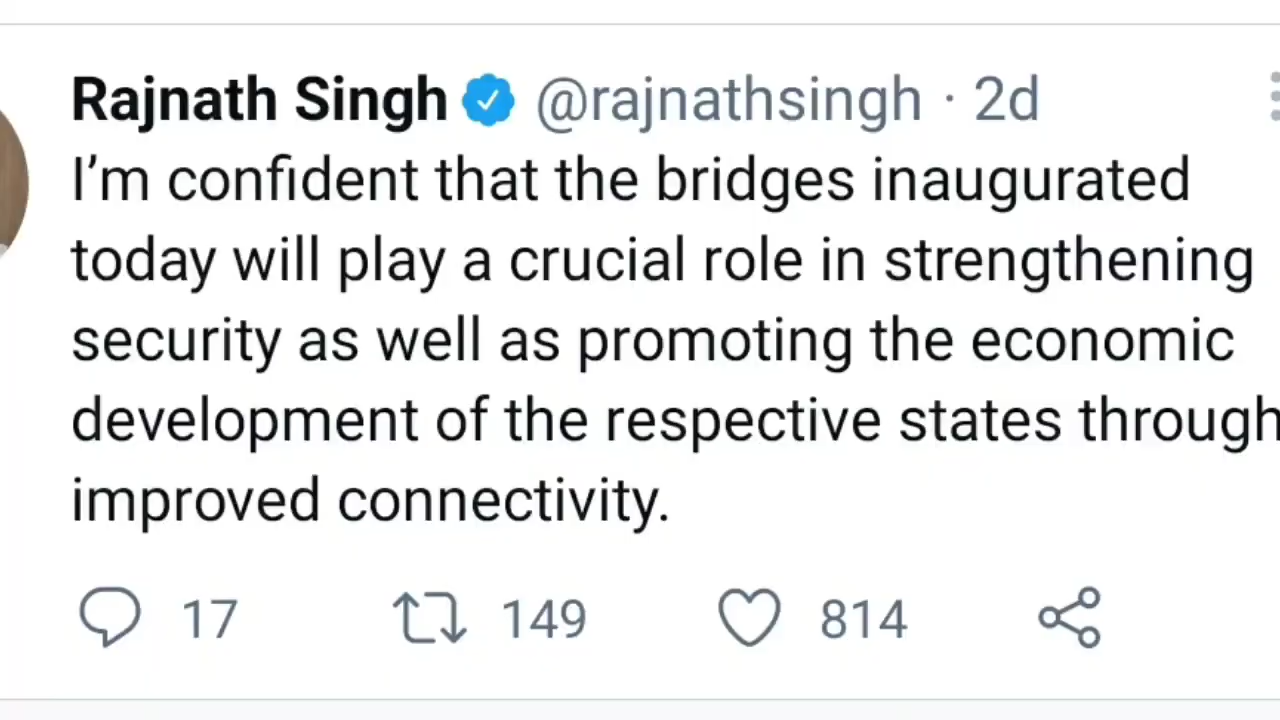 Rajnath Singh @rajnathsingh · 2d
I’m confident that the bridges inaugurated
today will play a crucial role in strengthening
security as well as promoting the economic
development of the respective states through
improved connectivity.
17 149 814